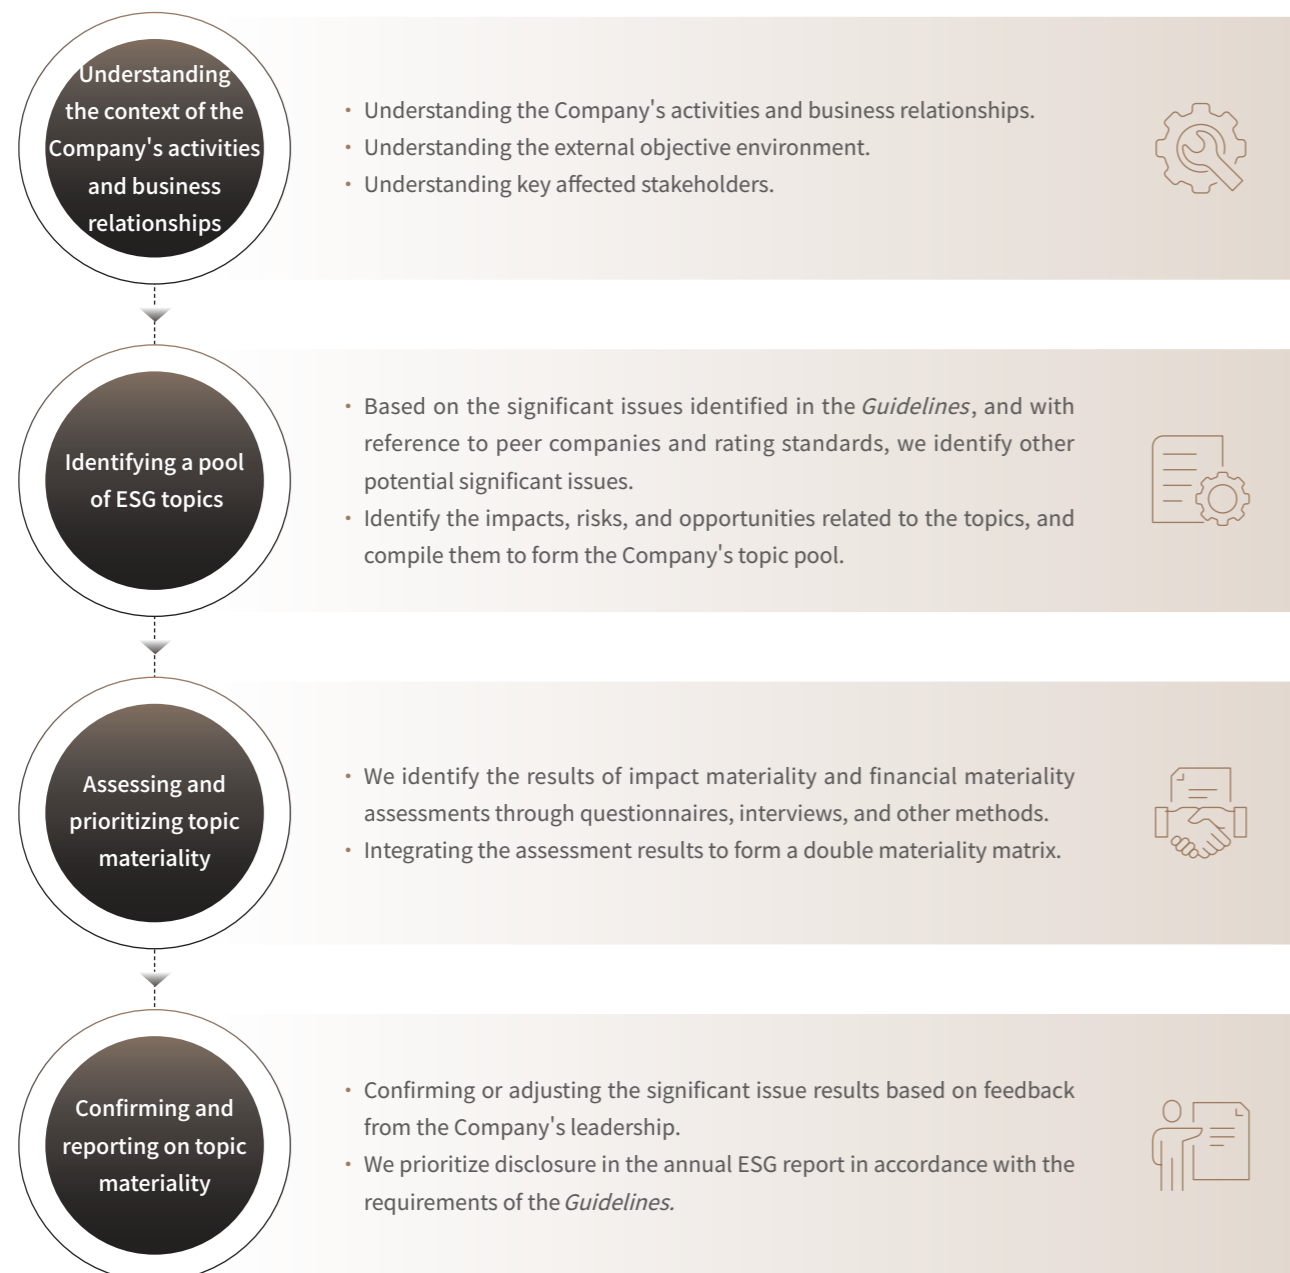 Understanding
the context of the
Company's activities
and business
relationships
• Understanding the Company's activities and business relationships.
• Understanding the external objective environment.
• Understanding key affected stakeholders.
Identifying a pool
of ESG topics
• Based on the significant issues identified in the Guidelines, and with
reference to peer companies and rating standards, we identify other
potential significant issues.
• Identify the impacts, risks, and opportunities related to the topics, and
compile them to form the Company's topic pool.
Assessing and
prioritizing topic
materiality
• We identify the results of impact materiality and financial materiality
assessments through questionnaires, interviews, and other methods.
• Integrating the assessment results to form a double materiality matrix.
Confirming and
reporting on topic
materiality
• Confirming or adjusting the significant issue results based on feedback
from the Company's leadership.
• We prioritize disclosure in the annual ESG report in accordance with the
requirements of the Guidelines.